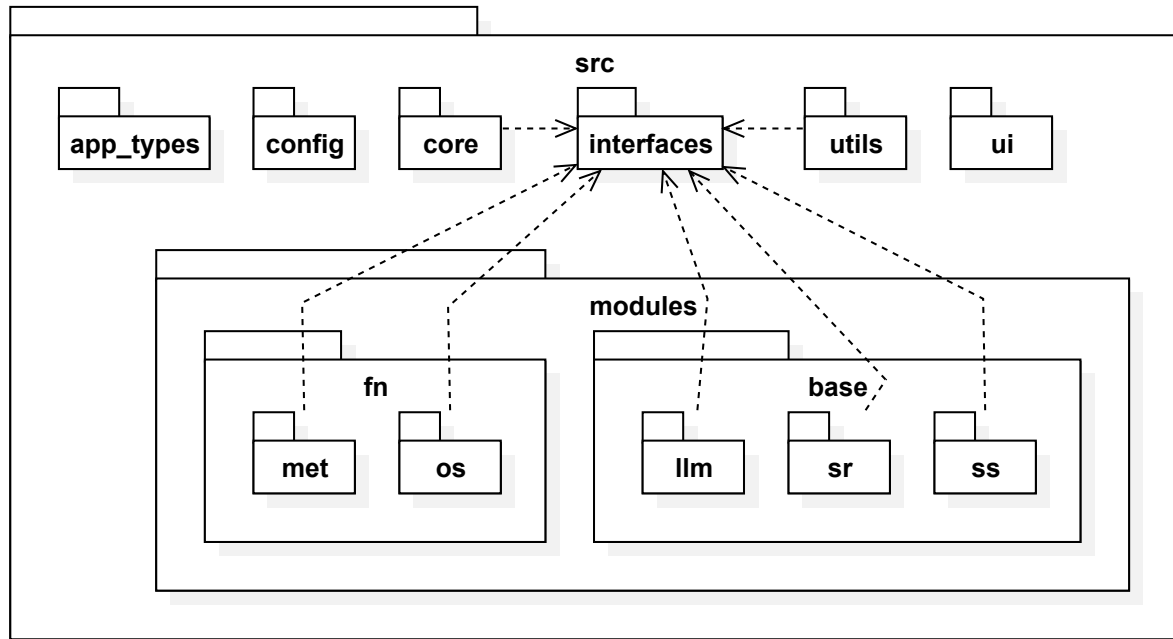 src
app_types config core interfaces utils ui
modules
fn base
met os llm sr ss